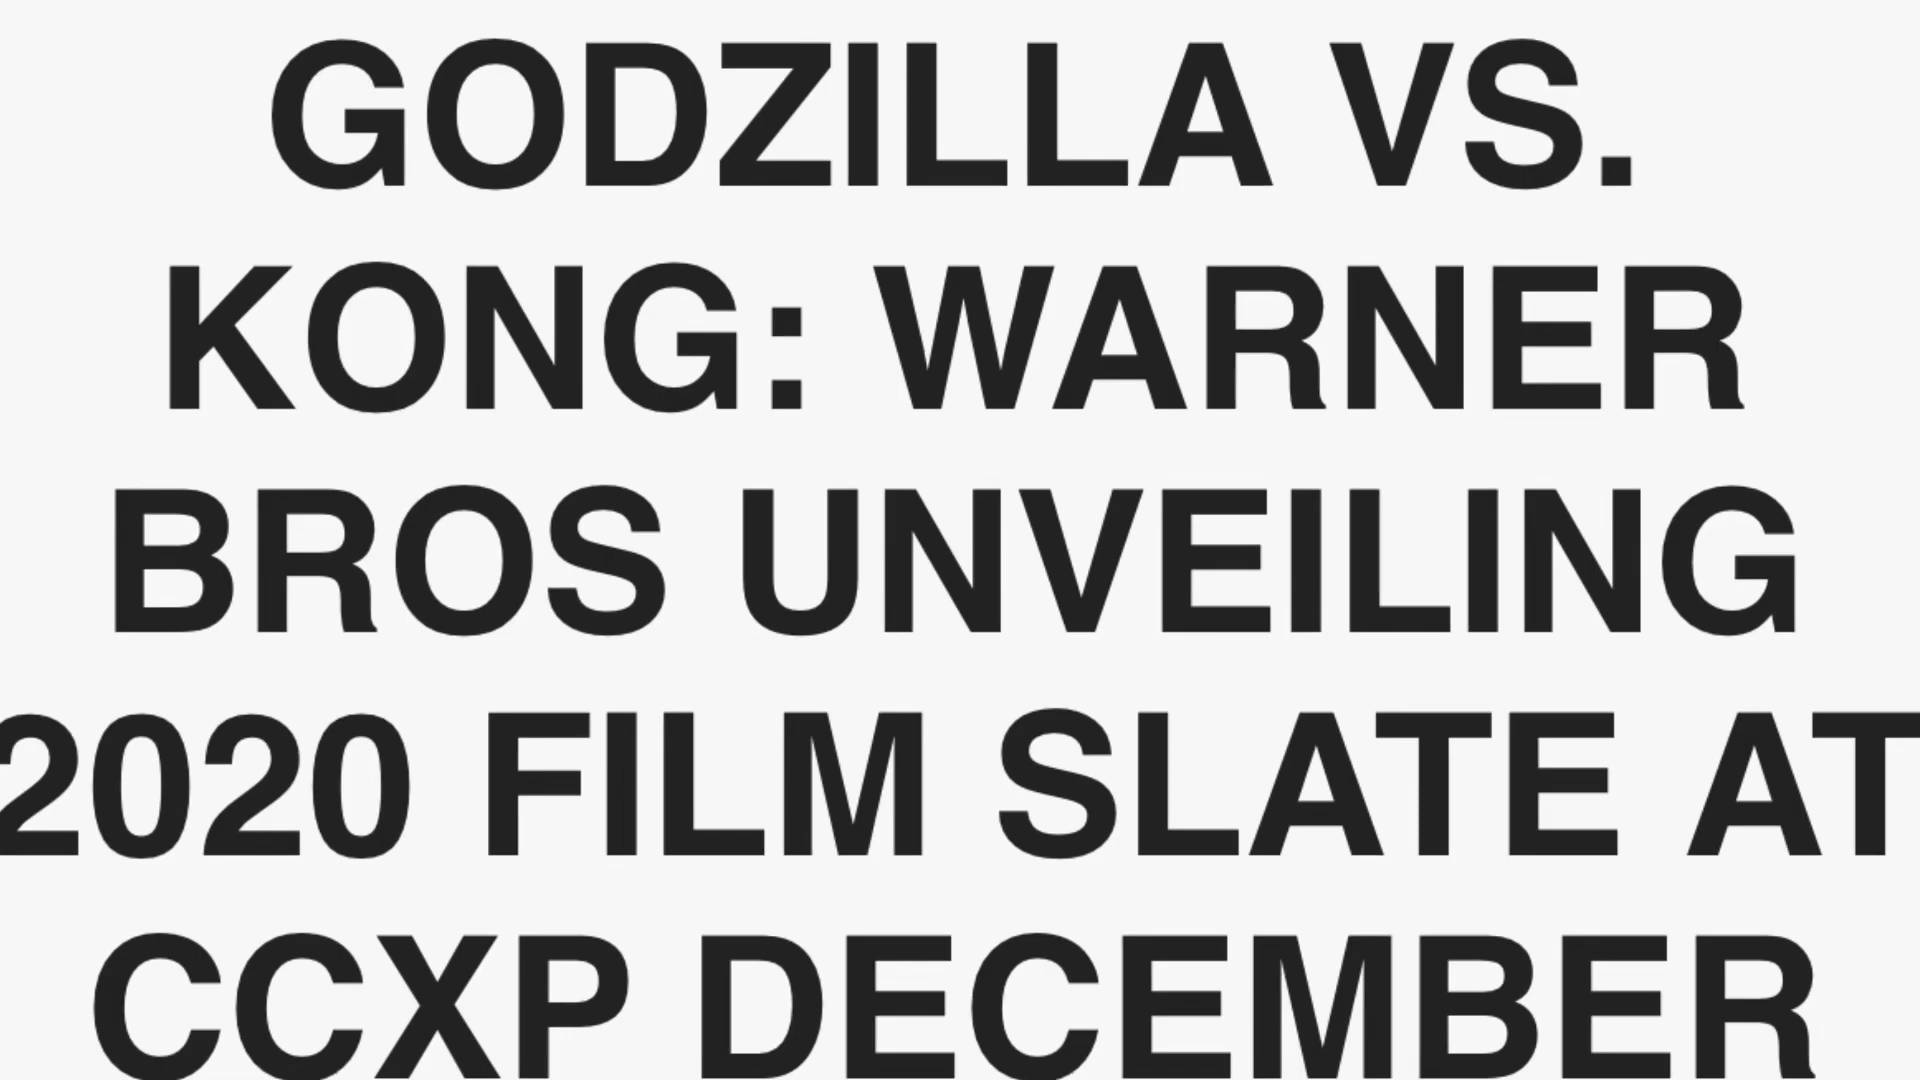 GODZILLA VS.
KONG: WARNER
BROS UNVEILING
2020 FILM SLATE AT
CCXP DECEMBER